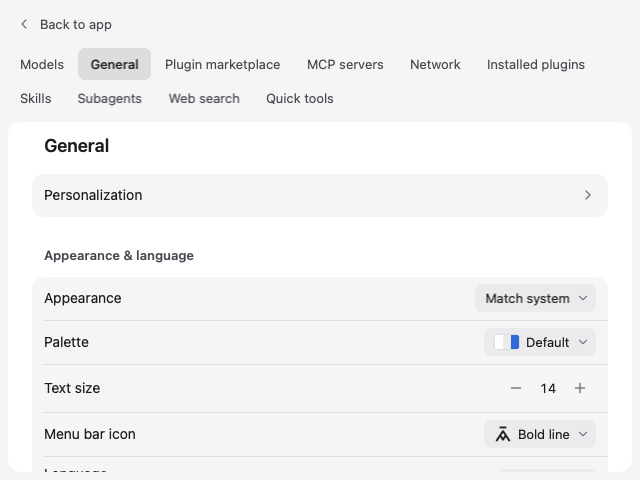 Back to app
Models General Plugin marketplace MCP servers Network Installed plugins
Skills Subagents Web search Quick tools
General
Personalization
Appearance & language
Appearance Match system
Palette Default
Text size 14
Menu bar icon Bold line
Language